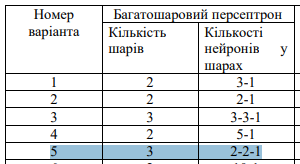 Номер варіанта Багатошаровий персептрон
Кількість шарів Кількості нейронів у шарах
1 2 3-1
2 2 2-1
3 3 3-3-1
4 2 5-1
5 3 2-2-1